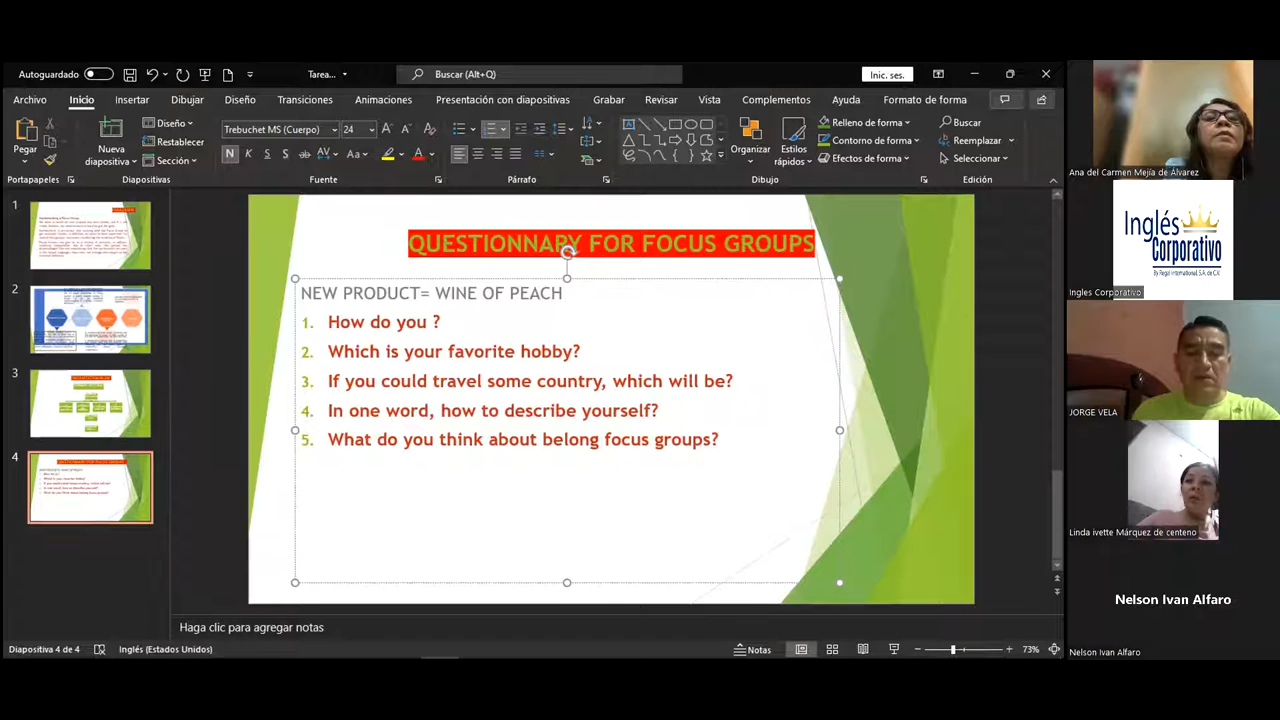 Autoguardado
Tarea...
Buscar (Alt+Q)
Inic. ses.
Archivo Inicio Insertar Dibujar Diseño Transiciones Animaciones Presentación con diapositivas Grabar Revisar Vista Complementos Ayuda Formato de forma
Pegar
Nueva diapositiva
Diseño
Restablecer
Sección
Trebuchet MS (Cuerpo) 24
N K S S ab AV Aa A
Organizar
Estilos rápidos
Relleno de forma
Contorno de forma
Efectos de forma
Buscar
Reemplazar
Seleccionar
Portapapeles Diapositivas Fuente Párrafo Dibujo Edición
1
2
3
4
QUESTIONNARY FOR FOCUS GROUPS
NEW PRODUCT= WINE OF PEACH
1. How do you ?
2. Which is your favorite hobby?
3. If you could travel some country, which will be?
4. In one word, how to describe yourself?
5. What do you think about belong focus groups?
Haga clic para agregar notas
Diapositiva 4 de 4 Inglés (Estados Unidos) Notas 73%
Ana del Carmen Mejía de Álvarez
Inglés
Corporativo
By Regal International, S.A. de C.V.
Ingles Corporativo
JORGE VELA
Linda ivette Márquez de centeno
Nelson Ivan Alfaro
Nelson Ivan Alfaro